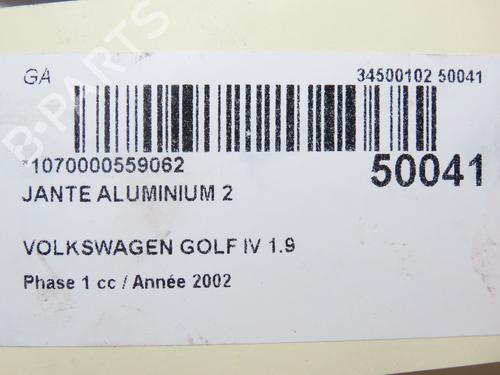 GA 34500102 50041
*1070000559062 50041
JANTE ALUMINIUM 2
VOLKSWAGEN GOLF IV 1.9
Phase 1 cc / Année 2002
B-PARTS